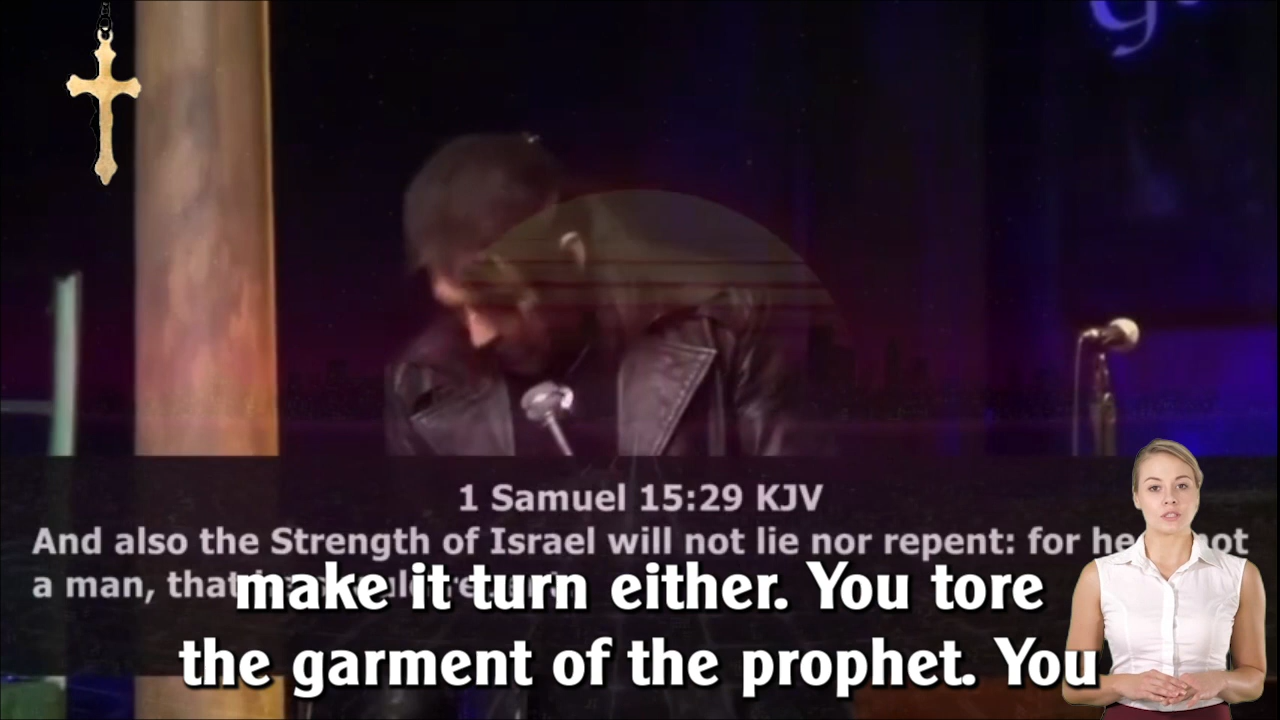 1 Samuel 15:29 KJV
And also the Strength of Israel will not lie nor repent: for he not
a man, that
make it turn either. You tore
the garment of the prophet. You